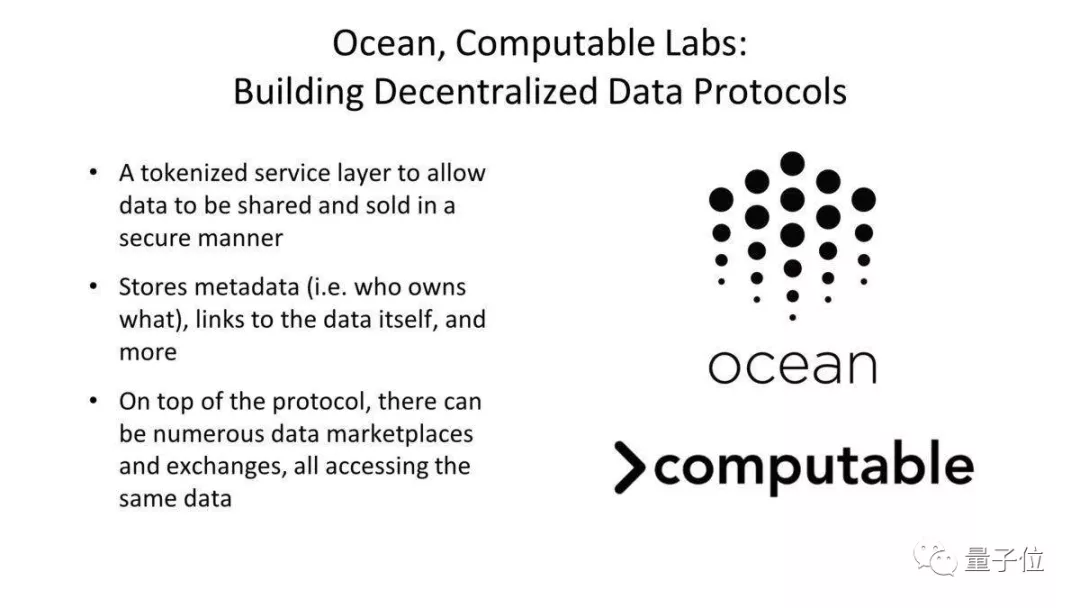 Ocean, Computable Labs:
Building Decentralized Data Protocols
• A tokenized service layer to allow
data to be shared and sold in a
secure manner
• Stores metadata (i.e. who owns
what), links to the data itself, and
more
• On top of the protocol, there can
be numerous data marketplaces
and exchanges, all accessing the
same data
ocean
computable
量子位